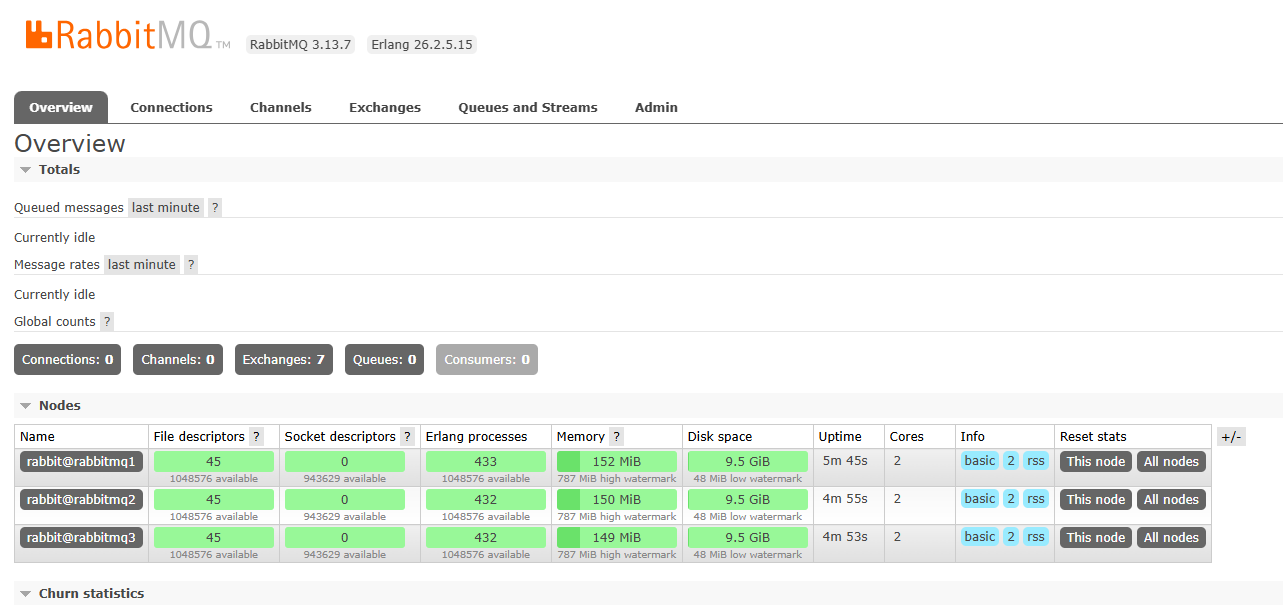 RabbitMQ TM RabbitMQ 3.13.7 Erlang 26.2.5.15
Overview Connections Channels Exchanges Queues and Streams Admin
Overview
Totals
Queued messages last minute ?
Currently idle
Message rates last minute ?
Currently idle
Global counts ?
Connections: 0 Channels: 0 Exchanges: 7 Queues: 0 Consumers: 0
Nodes
Name File descriptors ? Socket descriptors ? Erlang processes Memory ? Disk space Uptime Cores Info Reset stats +/-
rabbit@rabbitmq1 45 0 433 152 MiB 9.5 GiB 5m 45s 2 basic 2 rss This node All nodes
1048576 available 943629 available 1048576 available 787 MiB high watermark 48 MiB low watermark
rabbit@rabbitmq2 45 0 432 150 MiB 9.5 GiB 4m 55s 2 basic 2 rss This node All nodes
1048576 available 943629 available 1048576 available 787 MiB high watermark 48 MiB low watermark
rabbit@rabbitmq3 45 0 432 149 MiB 9.5 GiB 4m 53s 2 basic 2 rss This node All nodes
1048576 available 943629 available 1048576 available 787 MiB high watermark 48 MiB low watermark
Churn statistics